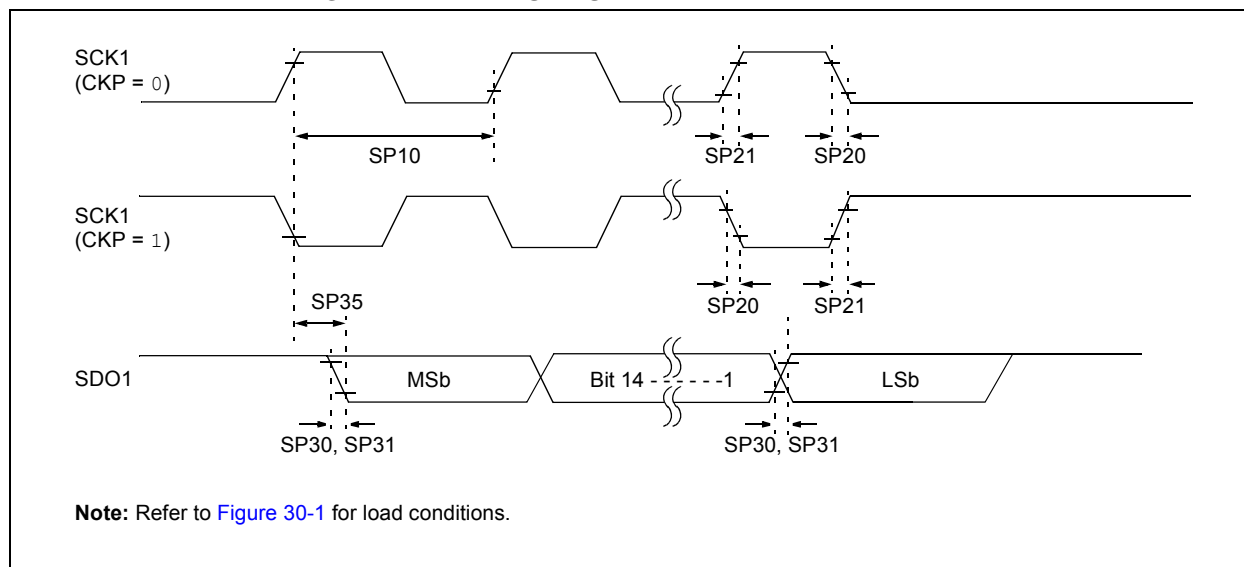 SCK1
(CKP = 0)
SP10
SP21
SP20
SCK1
(CKP = 1)
SP35
SP20
SP21
SDO1
MSb
Bit 14 - - - - - -1
LSb
SP30, SP31
SP30, SP31
Note: Refer to Figure 30-1 for load conditions.